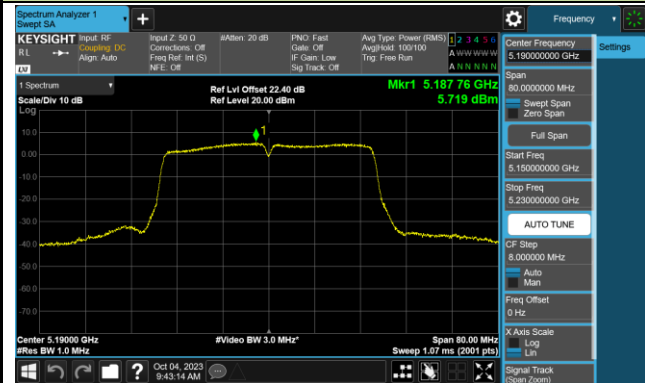 Spectrum Analyzer 1
Swept SA
+
Frequency
KEYSIGHT
RL
LXI
Input: RF
Coupling: DC
Align: Auto
Input Z: 50 Ω
Corrections: Off
Freq Ref: Int (S)
NFE: Off
#Atten: 20 dB
PNO: Fast
Gate: Off
IF Gain: Low
Sig Track: Off
Avg Type: Power (RMS)
Avg|Hold: 100/100
Trig: Free Run
1 2 3 4 5 6
A W W W W W
A N N N N N
1 Spectrum
Scale/Div 10 dB
Log
Ref Lvl Offset 22.40 dB
Ref Level 20.00 dBm
Mkr1 5.187 76 GHz
5.719 dBm
1
10.0
0.00
-10.0
-20.0
-30.0
-40.0
-50.0
-60.0
-70.0
Center 5.19000 GHz
#Res BW 1.0 MHz
#Video BW 3.0 MHz*
Span 80.00 MHz
Sweep 1.07 ms (2001 pts)
?
Oct 04, 2023
9:43:14 AM
Center Frequency
5.190000000 GHz
Settings
Span
80.0000000 MHz
Swept Span
Zero Span
Full Span
Start Freq
5.150000000 GHz
Stop Freq
5.230000000 GHz
AUTO TUNE
CF Step
8.000000 MHz
Auto
Man
Freq Offset
0 Hz
X Axis Scale
Log
Lin
Signal Track
(Span Zoom)